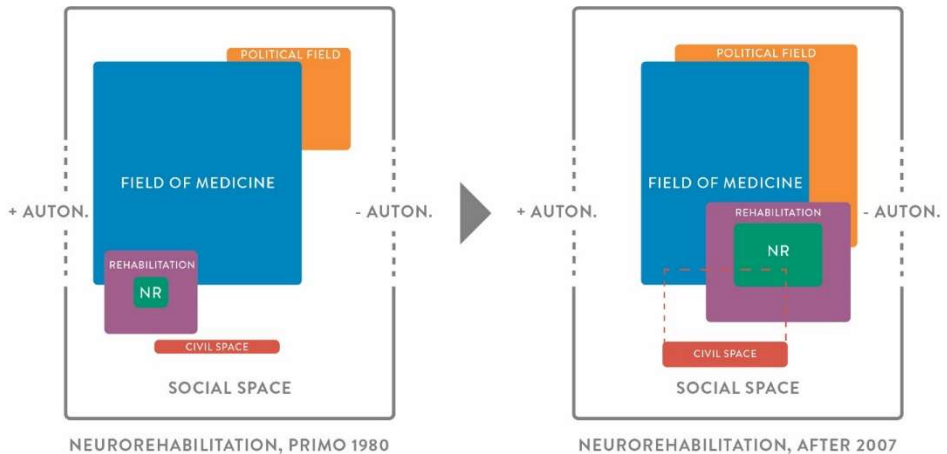 POLITICAL FIELD
FIELD OF MEDICINE
+ AUTON.
- AUTON.
REHABILITATION
NR
CIVIL SPACE
SOCIAL SPACE
NEUROREHABILITATION, PRIMO 1980
POLITICAL FIELD
FIELD OF MEDICINE
+ AUTON.
- AUTON.
REHABILITATION
NR
CIVIL SPACE
SOCIAL SPACE
NEUROREHABILITATION, AFTER 2007